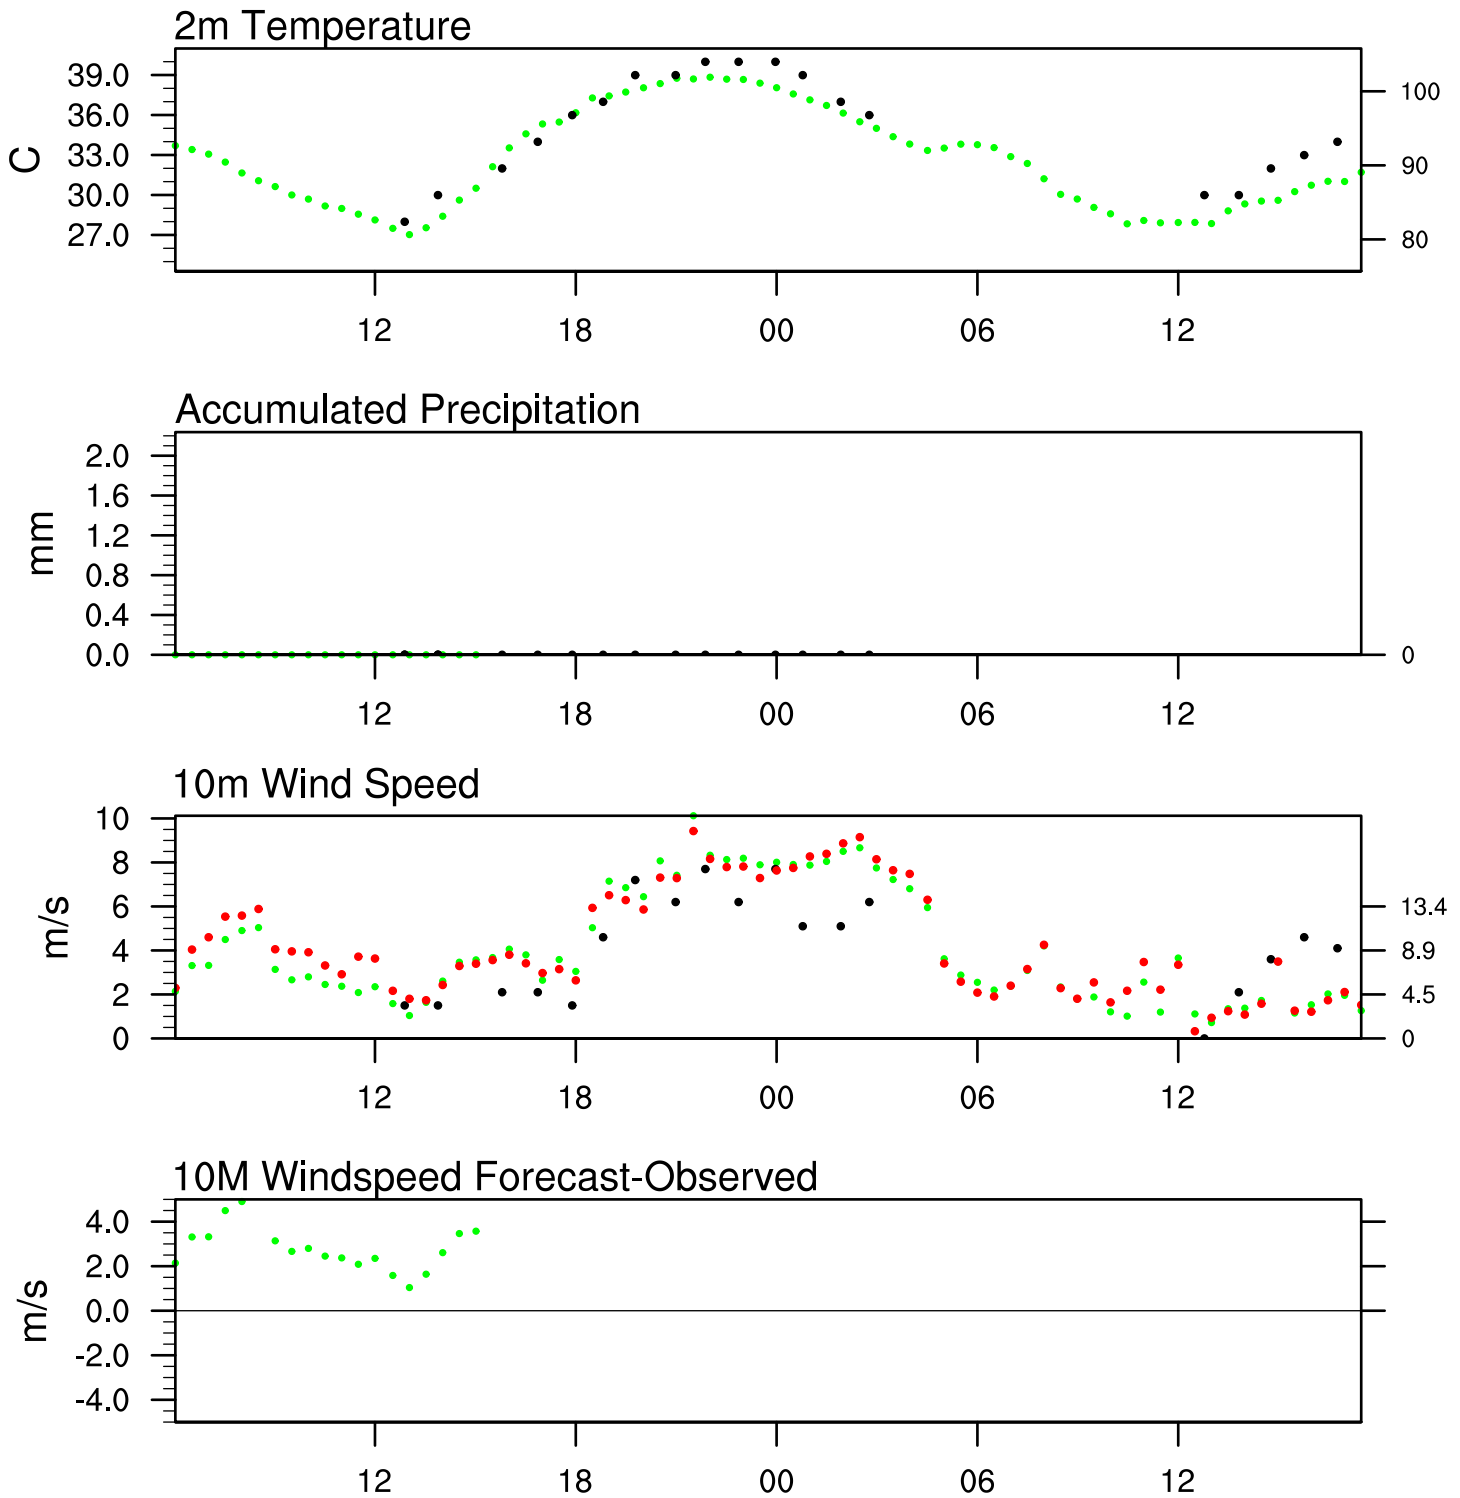 2m Temperature
C
39.0
36.0
33.0
30.0
27.0
100
90
80
12 18 00 06 12
Accumulated Precipitation
mm
2.0
1.6
1.2
0.8
0.4
0.0
0
12 18 00 06 12
10m Wind Speed
m/s
10
8
6
4
2
0
13.4
8.9
4.5
0
12 18 00 06 12
10M Windspeed Forecast-Observed
m/s
4.0
2.0
0.0
-2.0
-4.0
12 18 00 06 12